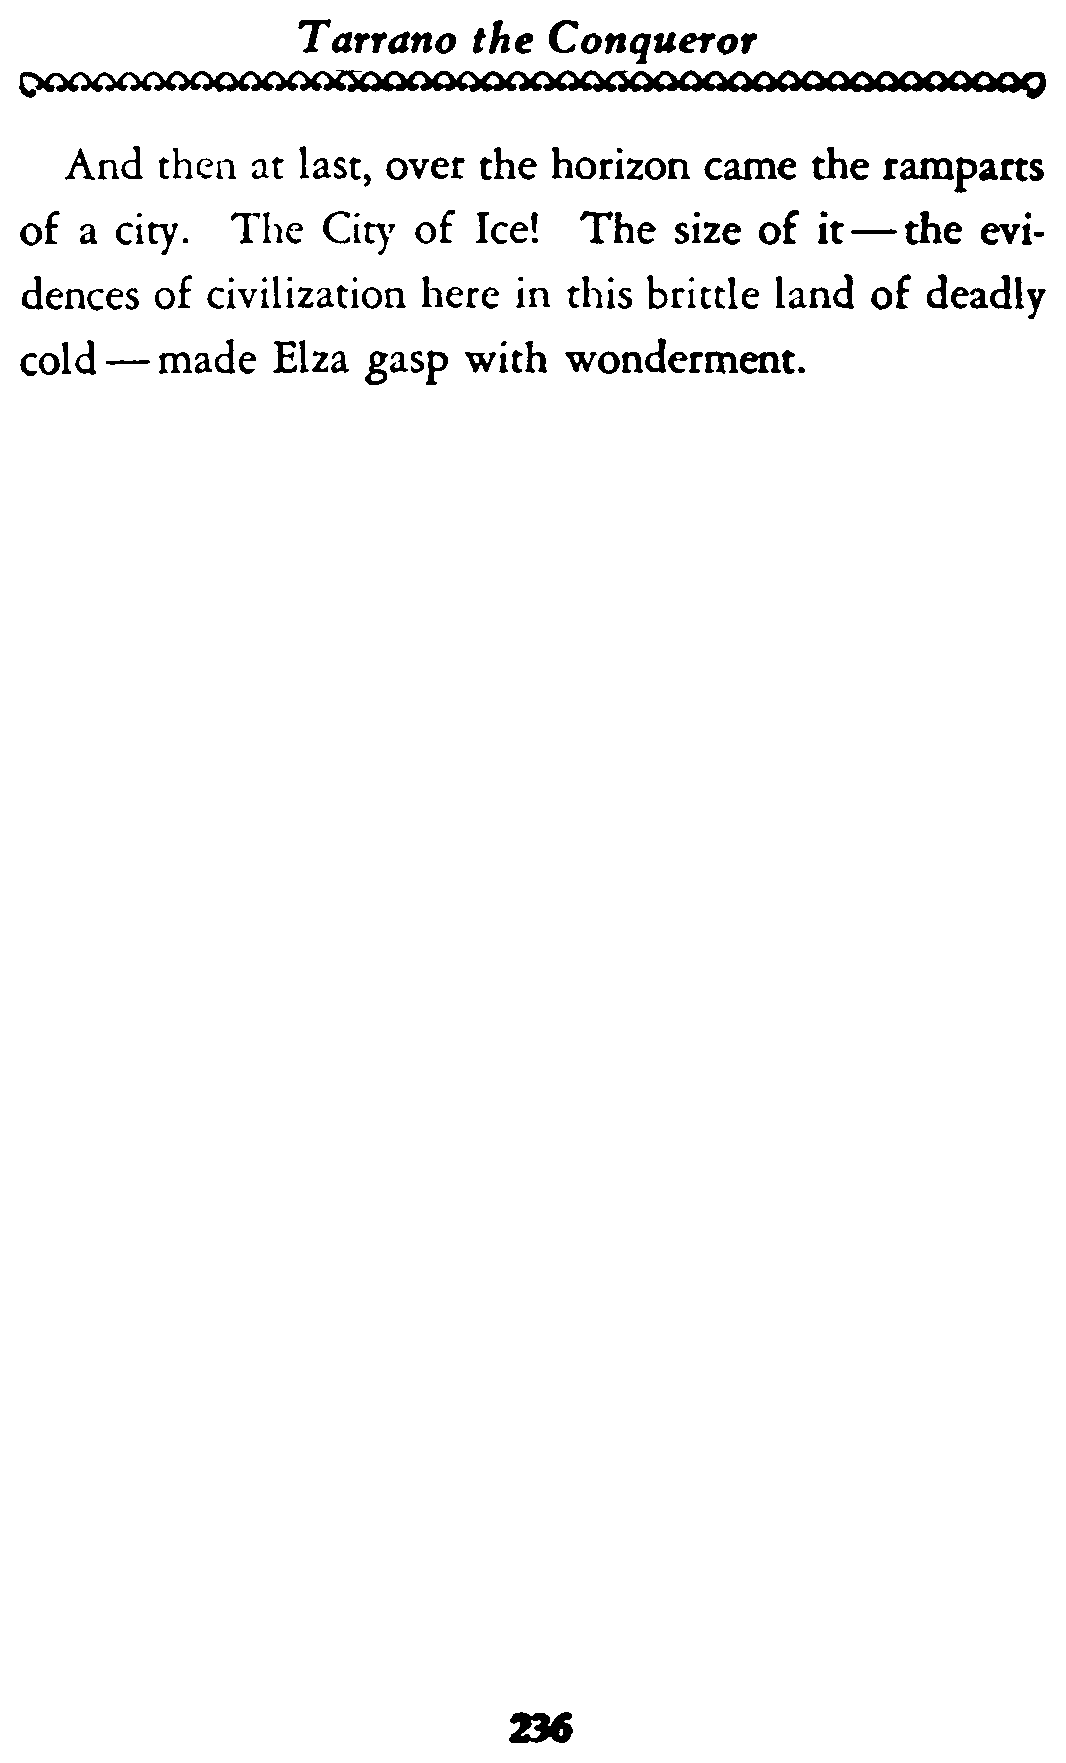 Tarrano the Conqueror
And then at last, over the horizon came the ramparts
of a city. The City of Ice! The size of it—the evi-
dences of civilization here in this brittle land of deadly
cold—made Elza gasp with wonderment.
236